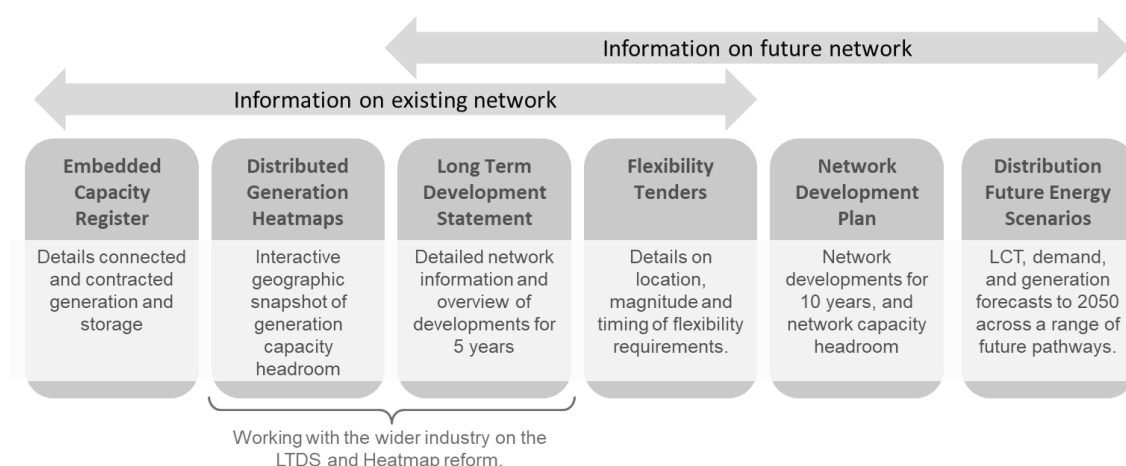 Information on future network
Information on existing network
Embedded
Capacity
Register
Details connected
and contracted
generation and
storage
Distributed
Generation
Heatmaps
Interactive
geographic
snapshot of
generation
capacity
headroom
Long Term
Development
Statement
Detailed network
information and
overview of
developments for
5 years
Flexibility
Tenders
Details on
location,
magnitude and
timing of flexibility
requirements.
Network
Development
Plan
Network
developments for
10 years, and
network capacity
headroom
Distribution
Future Energy
Scenarios
LCT, demand,
and generation
forecasts to 2050
across a range of
future pathways.
Working with the wider industry on the
LTDS and Heatmap reform.